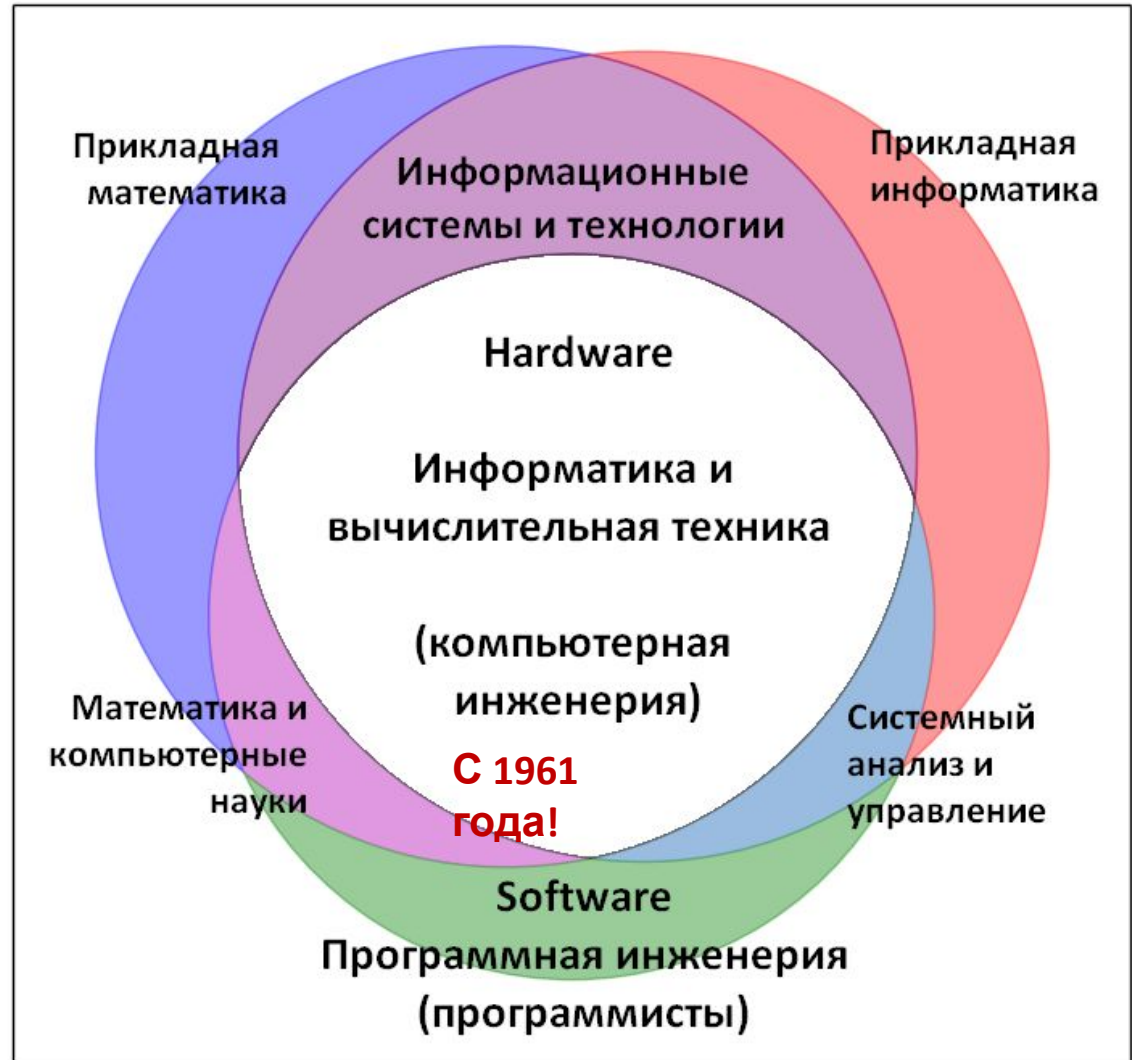 Прикладная
математика
Прикладная
информатика
Информационные
системы и технологии
Hardware
Информатика и
вычислительная техника
(компьютерная
инженерия)
Математика и
компьютерные
науки
С 1961
года!
Системный
анализ и
управление
Software
Программная инженерия
(программисты)